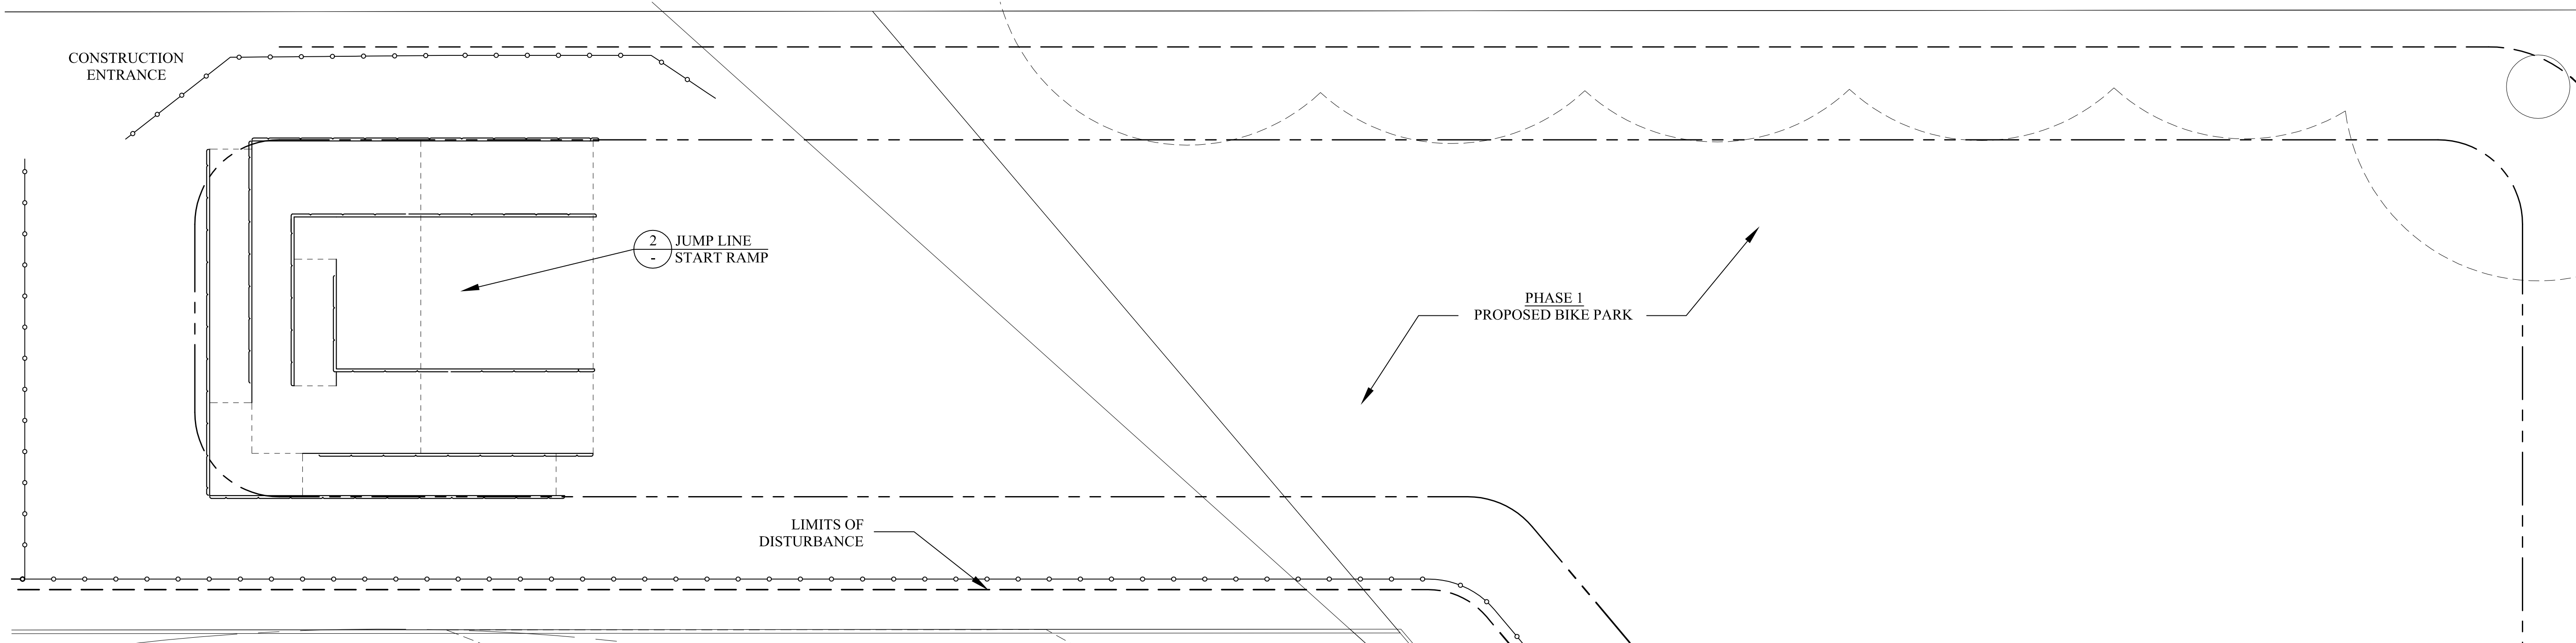 CONSTRUCTION
ENTRANCE
2
-
JUMP LINE
START RAMP
PHASE 1
PROPOSED BIKE PARK
LIMITS OF
DISTURBANCE